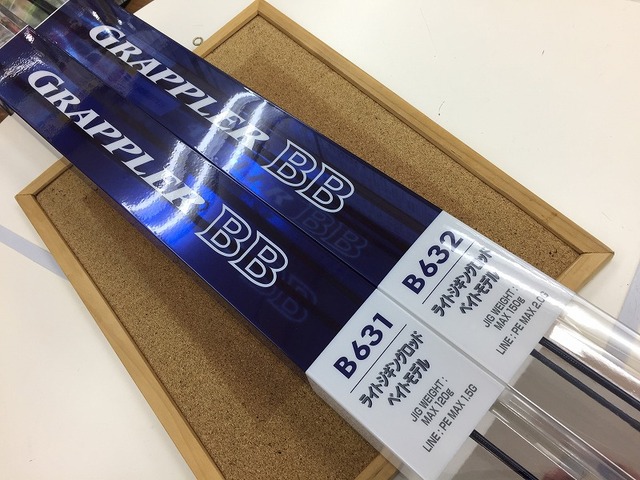 GRAPPLER BB
B632
ライトジギングロッド
ベイトモデル
JIG WEIGHT :
MAX 150g
LINE : PE MAX 2.0G
GRAPPLER BB
B631
ライトジギングロッド
ベイトモデル
JIG WEIGHT :
MAX 120g
LINE : PE MAX 1.5G